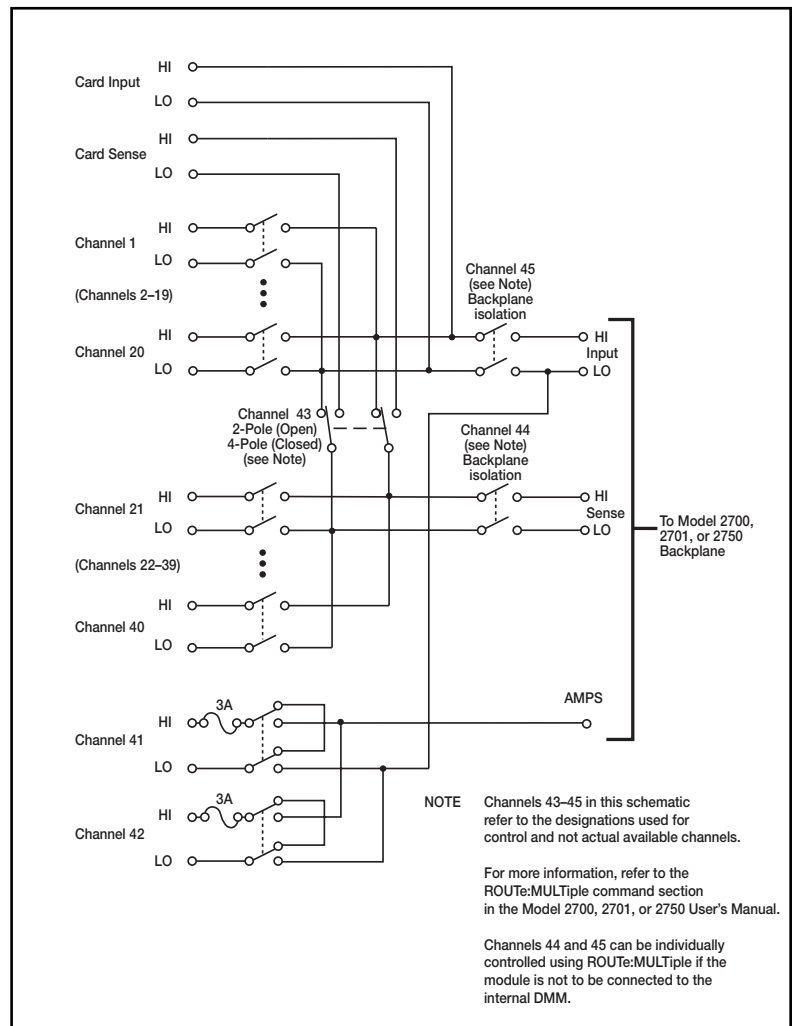 HI
Card Input
LO
HI
Card Sense
LO
HI
Channel 1
LO
(Channels 2–19)
HI
Channel 20
LO
Channel 45
(see Note)
Backplane
isolation
HI
Input
LO
Channel 43
2-Pole (Open)
4-Pole (Closed)
(see Note)
Channel 44
(see Note)
Backplane
isolation
HI
Channel 21
LO
(Channels 22–39)
HI
Channel 40
LO
HI
Sense
LO
To Model 2700,
2701, or 2750
Backplane
AMPS
3A
HI
Channel 41
LO
3A
HI
Channel 42
LO
NOTE Channels 43–45 in this schematic
refer to the designations used for
control and not actual available channels.
For more information, refer to the
ROUTe:MULTiple command section
in the Model 2700, 2701, or 2750 User's Manual.
Channels 44 and 45 can be individually
controlled using ROUTe:MULTiple if the
module is not to be connected to the
internal DMM.